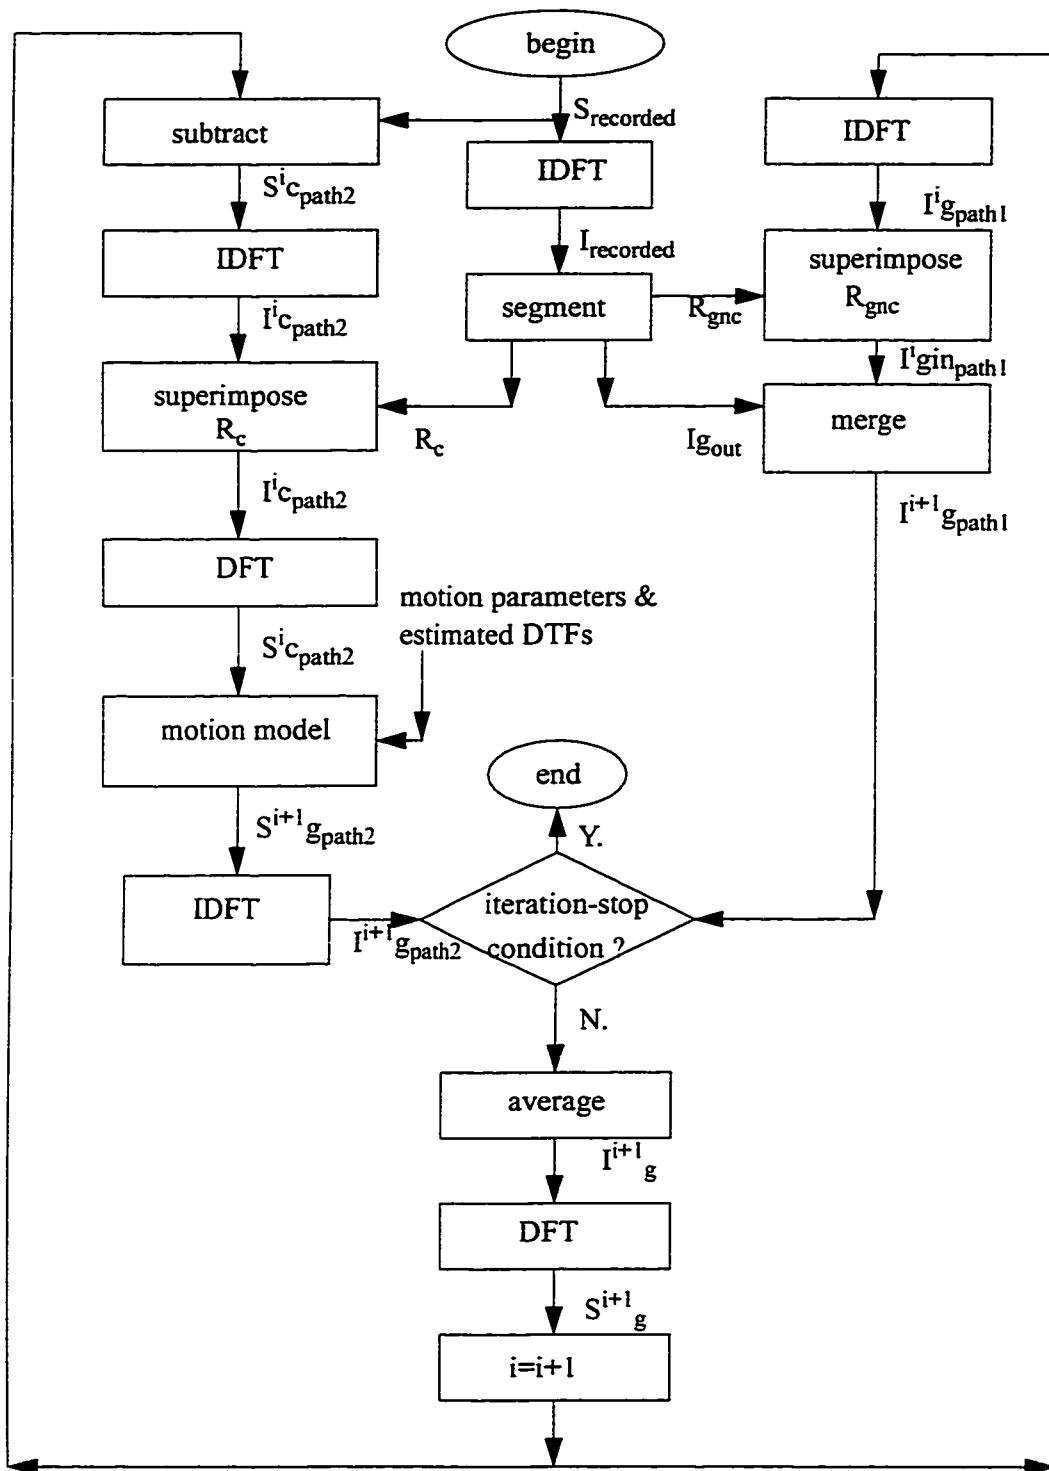 begin
S_recorded
subtract
IDFT
IDFT
S^i c_path2
I^i g_path1
IDFT
I_recorded
superimpose
R_gnc
segment
R_gnc
I^i c_path2
I^i gin_path1
superimpose
R_c
R_c
Ig_out
merge
I^i c_path2
I^i+1 g_path1
DFT
motion parameters &
estimated DTFs
S^i c_path2
motion model
end
S^i+1 g_path2
Y.
IDFT
iteration-stop
condition ?
I^i+1 g_path2
N.
average
I^i+1 g
DFT
S^i+1 g
i=i+1